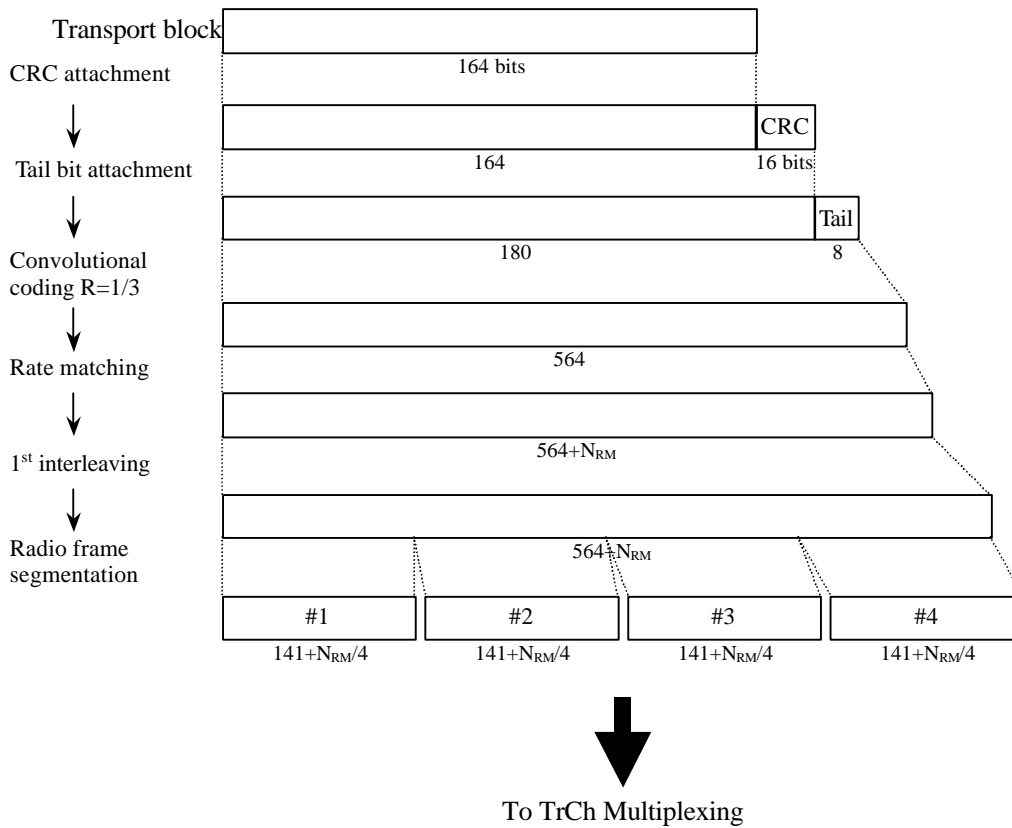 Transport block
164 bits
CRC attachment
CRC
164 16 bits
Tail bit attachment
Tail
180 8
Convolutional
coding R=1/3
564
Rate matching
564+N_RM
1st interleaving
564+N_RM
Radio frame
segmentation
#1 #2 #3 #4
141+N_RM/4 141+N_RM/4 141+N_RM/4 141+N_RM/4
To TrCh Multiplexing